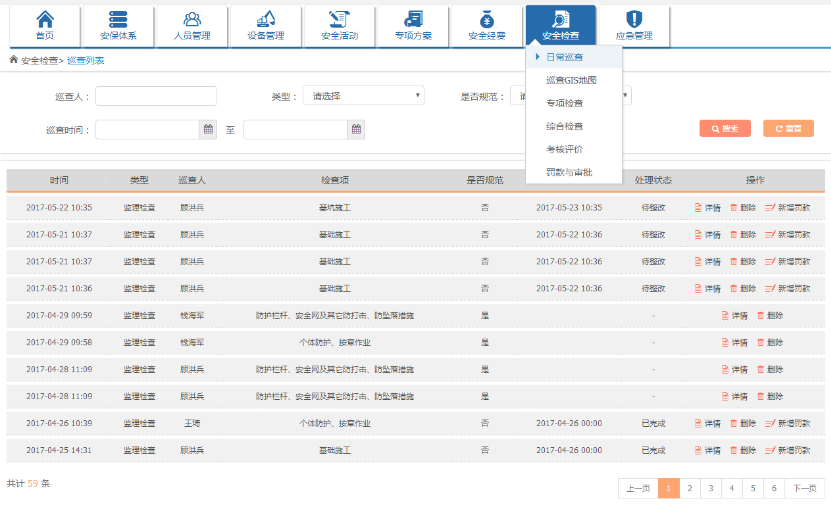 首页 安保体系 人员管理 设备管理 安全活动 专项方案 安全经费 安全检查 应急管理
安全检查> 巡查列表
日常巡查
巡查GIS地图
专项检查
综合检查
考核评价
罚款与审批
巡查人： 类型： 请选择 是否规范：
巡查时间： 至 搜索 重置
时间 类型 巡查人 检查项 是否规范 处理状态 操作
2017-05-22 10:35 监理检查 顾洪兵 基坑施工 否 2017-05-23 10:35 待整改 详情 删除 新增罚款
2017-05-22 10:37 监理检查 顾洪兵 基础施工 否 2017-05-22 10:36 待整改 详情 删除 新增罚款
2017-05-22 10:37 监理检查 顾洪兵 基础施工 否 2017-05-22 10:36 待整改 详情 删除 新增罚款
2017-05-22 10:36 监理检查 顾洪兵 基础施工 否 2017-05-22 10:36 待整改 详情 删除 新增罚款
2017-04-29 09:59 监理检查 钱海军 防护栏杆、安全网及其它防打击、防坠落措施 是 - 详情 删除
2017-04-29 09:58 监理检查 钱海军 个体防护、按章作业 是 - 详情 删除
2017-04-28 11:09 监理检查 顾洪兵 防护栏杆、安全网及其它防打击、防坠落措施 是 - 详情 删除
2017-04-28 11:09 监理检查 顾洪兵 防护栏杆、安全网及其它防打击、防坠落措施 是 - 详情 删除
2017-04-26 10:39 监理检查 王琦 个体防护、按章作业 否 2017-04-26 00:00 已完成 详情 删除 新增罚款
2017-04-25 14:31 监理检查 顾洪兵 基础施工 否 2017-04-26 00:00 已完成 详情 删除 新增罚款
共计 59 条 上一页 1 2 3 4 5 6 下一页